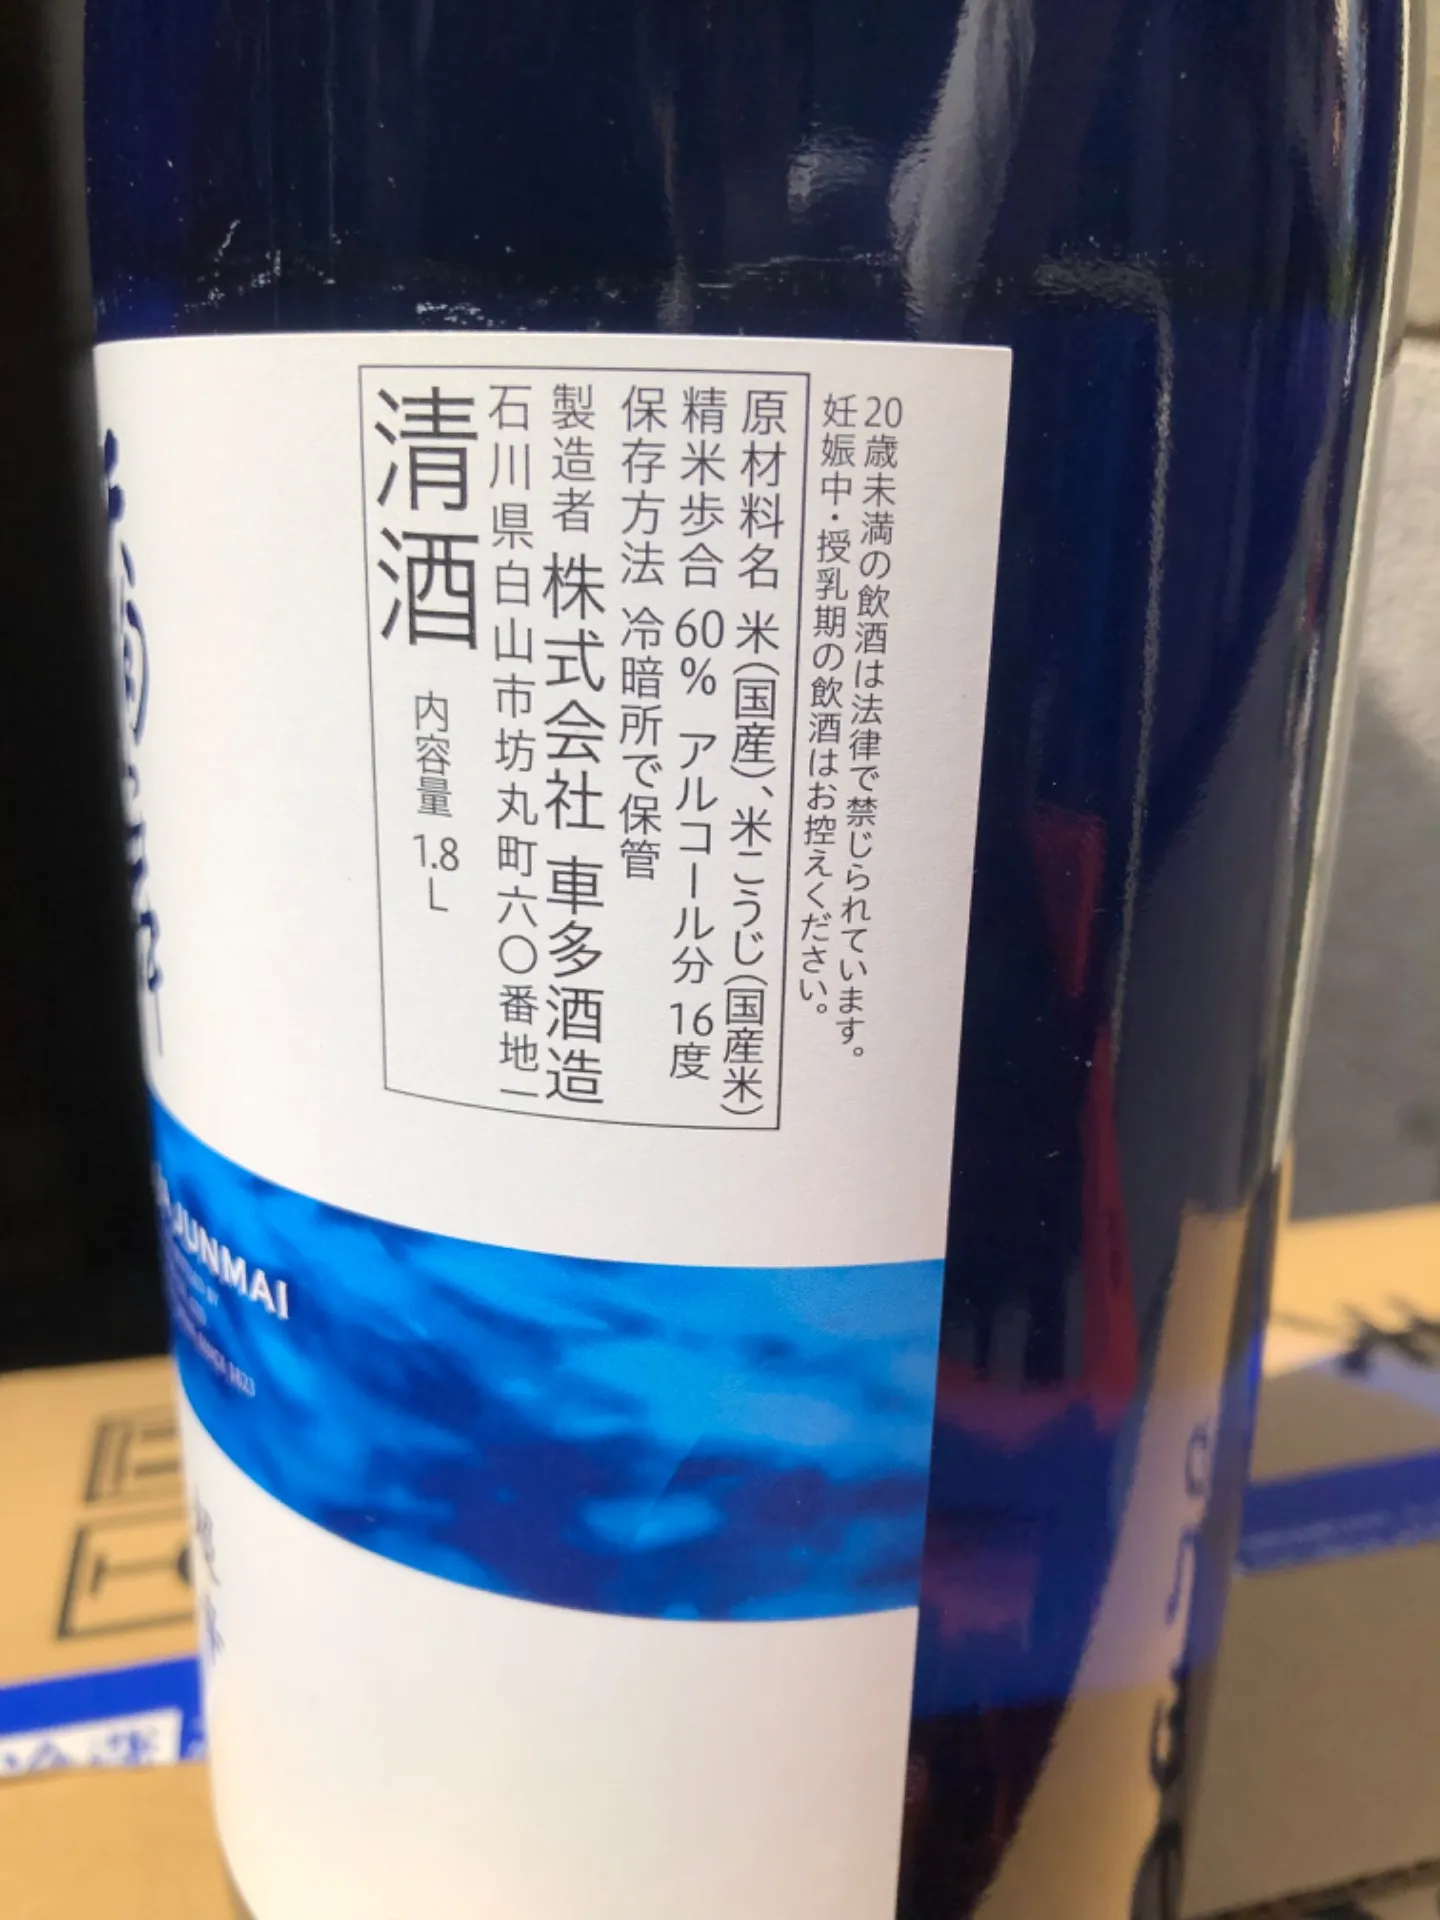 20歳未満の飲酒は法律で禁じられています。
妊娠中・授乳期の飲酒はお控えください。
原材料名 米(国産)、米こうじ(国産米)
精米歩合 60% アルコール分 16度
保存方法 冷暗所で保管
製造者 株式会社 車多酒造
石川県白山市坊丸町六〇番地一
清酒 内容量 1.8L
JUNMAI